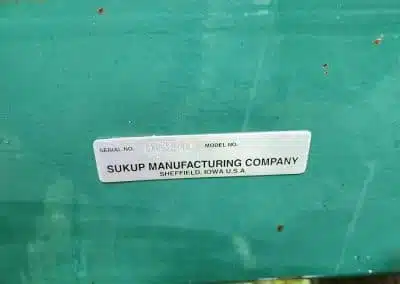 SERIAL NO. MODEL NO.
SUKUP MANUFACTURING COMPANY
SHEFFIELD, IOWA U.S.A.